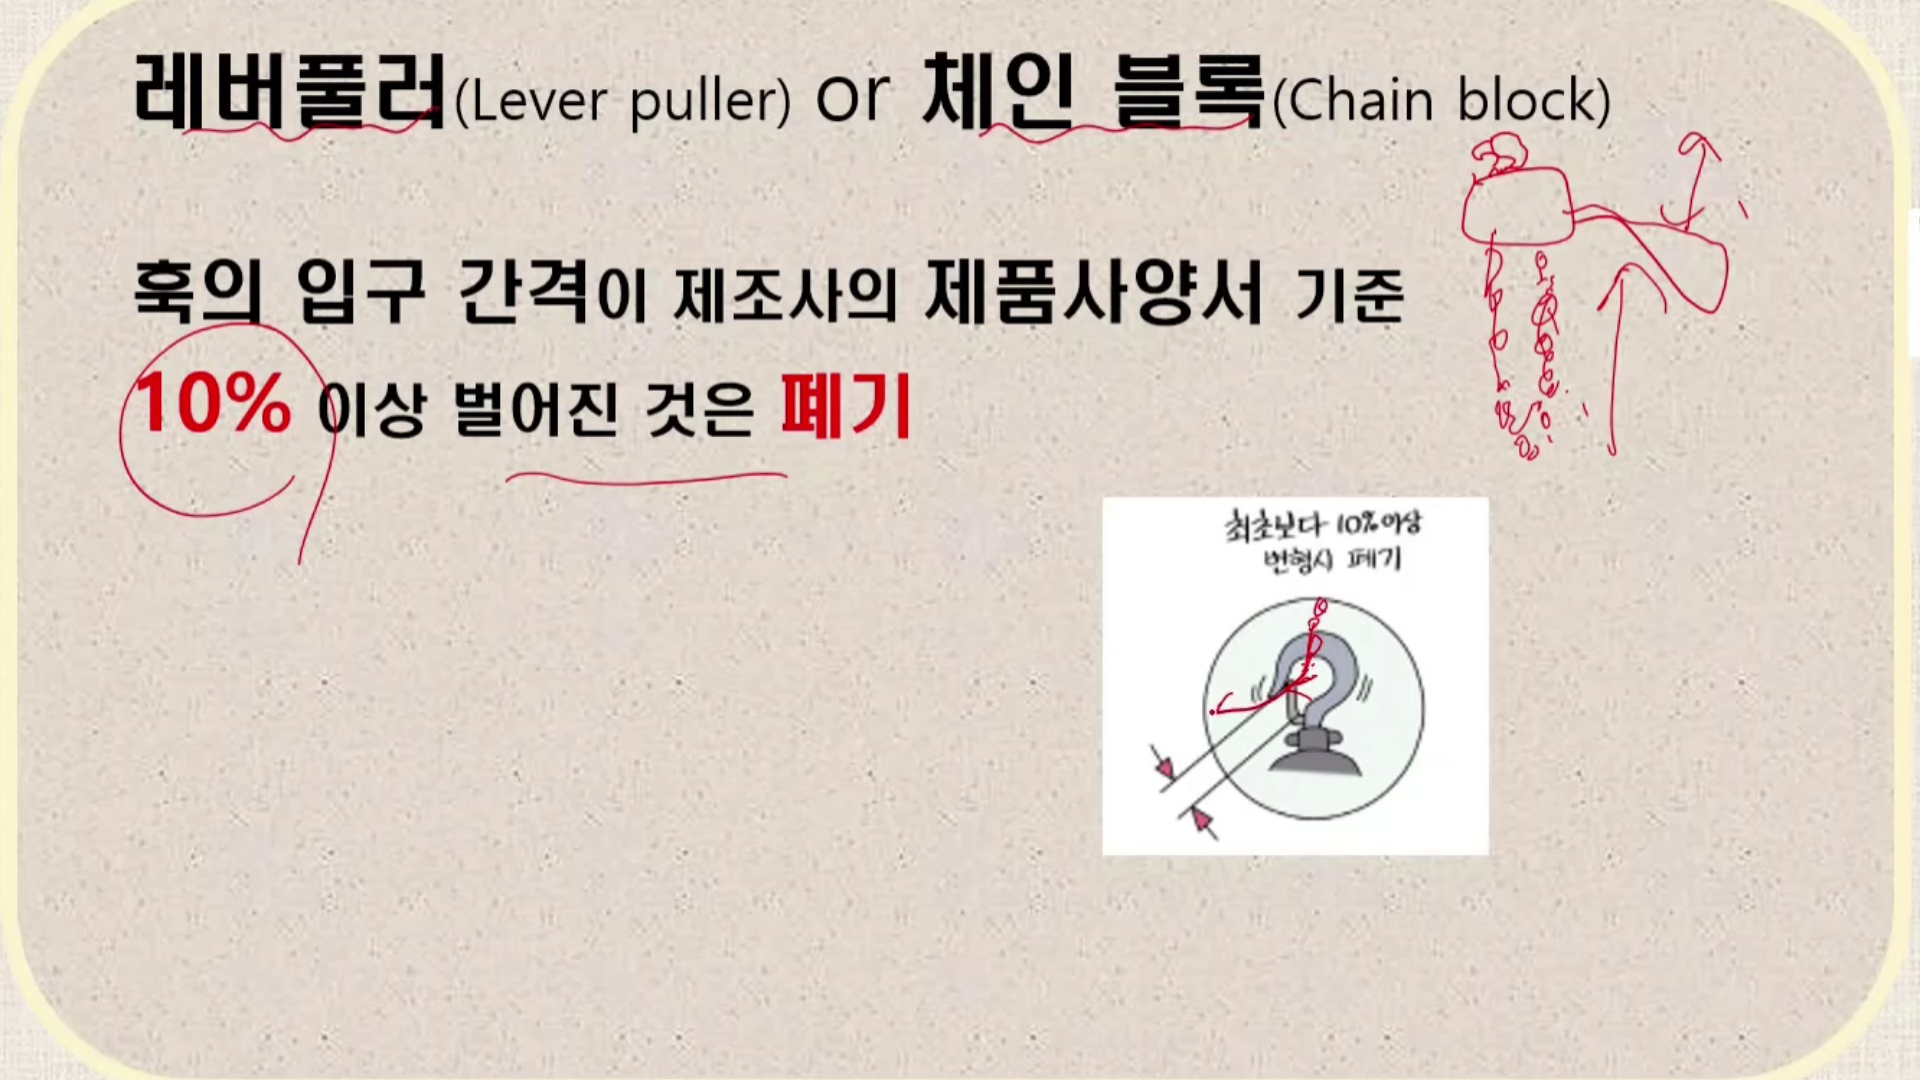 레버풀러(Lever puller) or 체인 블록(Chain block)
훅의 입구 간격이 제조사의 제품사양서 기준
10% 이상 벌어진 것은 폐기
최초보다 10% 이상
변형시 폐기